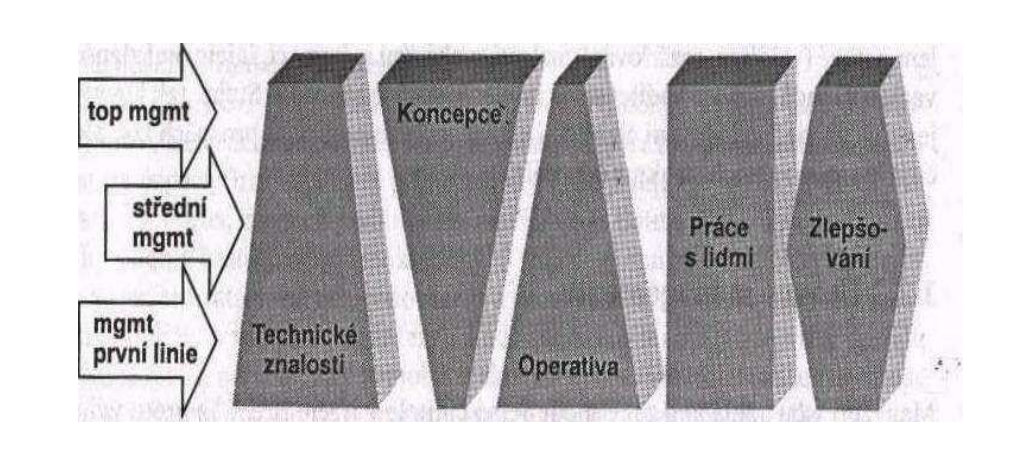 top mgmt
střední
mgmt
mgmt
první linie
Technické
znalosti
Koncepce
Operativa
Práce
s lidmi
Zlepšo-
vání